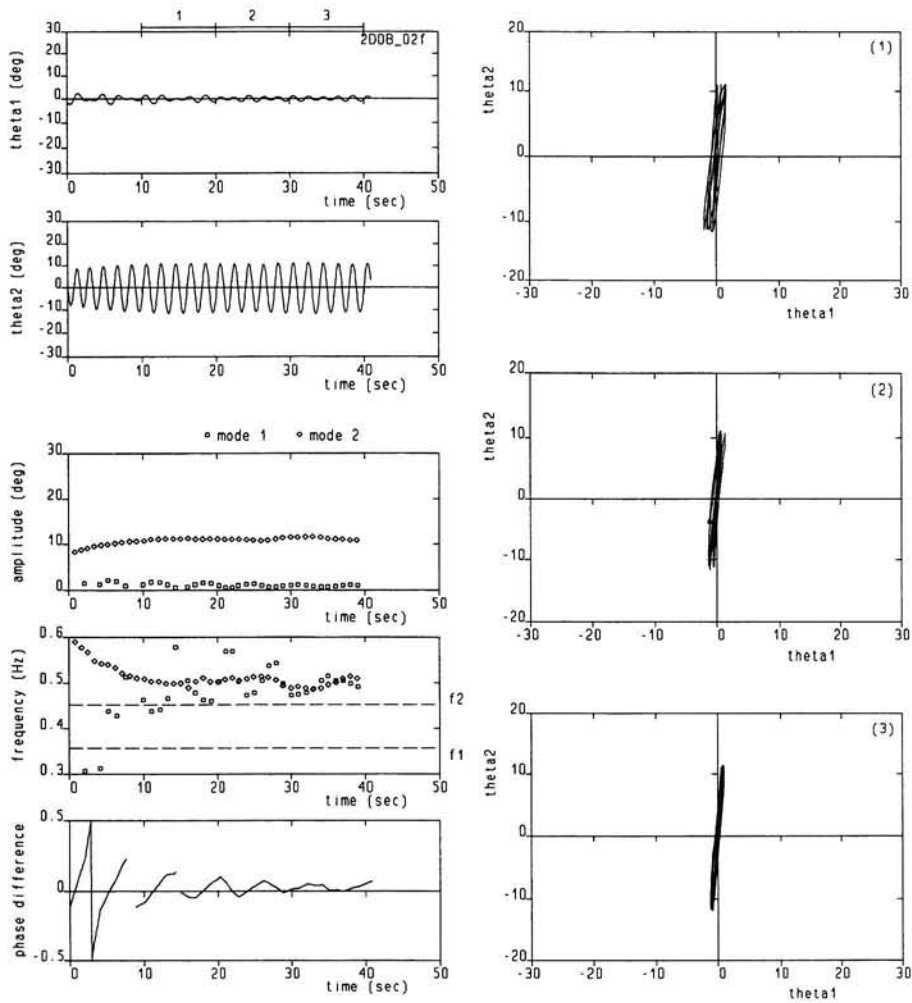 1 2 3
2DOB_02f
30
20
10
0
-10
-20
-30
theta1 (deg)
0 10 20 30 40 50
time (sec)
30
20
10
0
-10
-20
-30
theta2 (deg)
0 10 20 30 40 50
time (sec)
mode 1 mode 2
30
20
10
0
amplitude (deg)
0 10 20 30 40 50
time (sec)
0.6
0.5
0.4
0.3
frequency (Hz)
f2
f1
0 10 20 30 40 50
time (sec)
0.5
0
-0.5
phase difference
0 10 20 30 40 50
time (sec)
(1)
20
10
0
-10
-20
theta2
-30 -20 -10 0 10 20 30
theta1
(2)
20
10
0
-10
-20
theta2
-30 -20 -10 0 10 20 30
theta1
(3)
20
10
0
-10
-20
theta2
-30 -20 -10 0 10 20 30
theta1